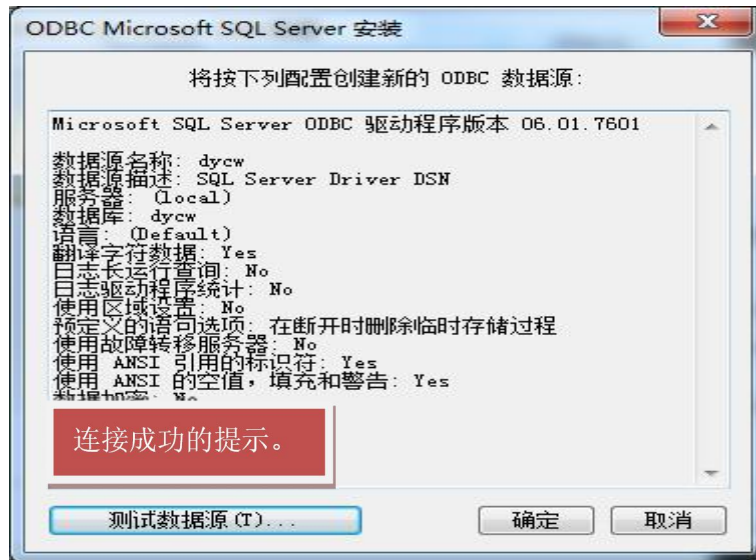 ODBC Microsoft SQL Server 安装
将按下列配置创建新的 ODBC 数据源:
Microsoft SQL Server ODBC 驱动程序版本 06.01.7601
数据源名称: dycw
数据源描述: SQL Server Driver DSN
服务器: (local)
数据库: dycw
语言: (Default)
翻译字符数据: Yes
日志长运行查询: No
日志驱动程序统计: No
使用区域设置: No
预定义的语句选项: 在断开时删除临时存储过程
使用故障转移服务器: No
使用 ANSI 引用的标识符: Yes
使用 ANSI 的空值，填充和警告: Yes
数据加密: No
连接成功的提示。
测试数据源(T)...
确定
取消